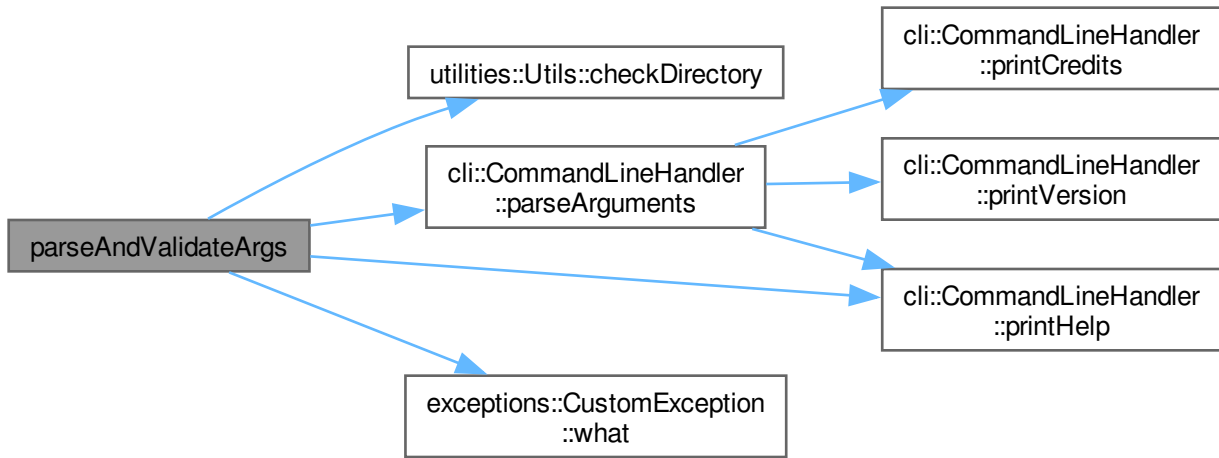 parseAndValidateArgs
utilities::Utils::checkDirectory
cli::CommandLineHandler
::parseArguments
cli::CommandLineHandler
::printCredits
cli::CommandLineHandler
::printVersion
cli::CommandLineHandler
::printHelp
exceptions::CustomException
::what